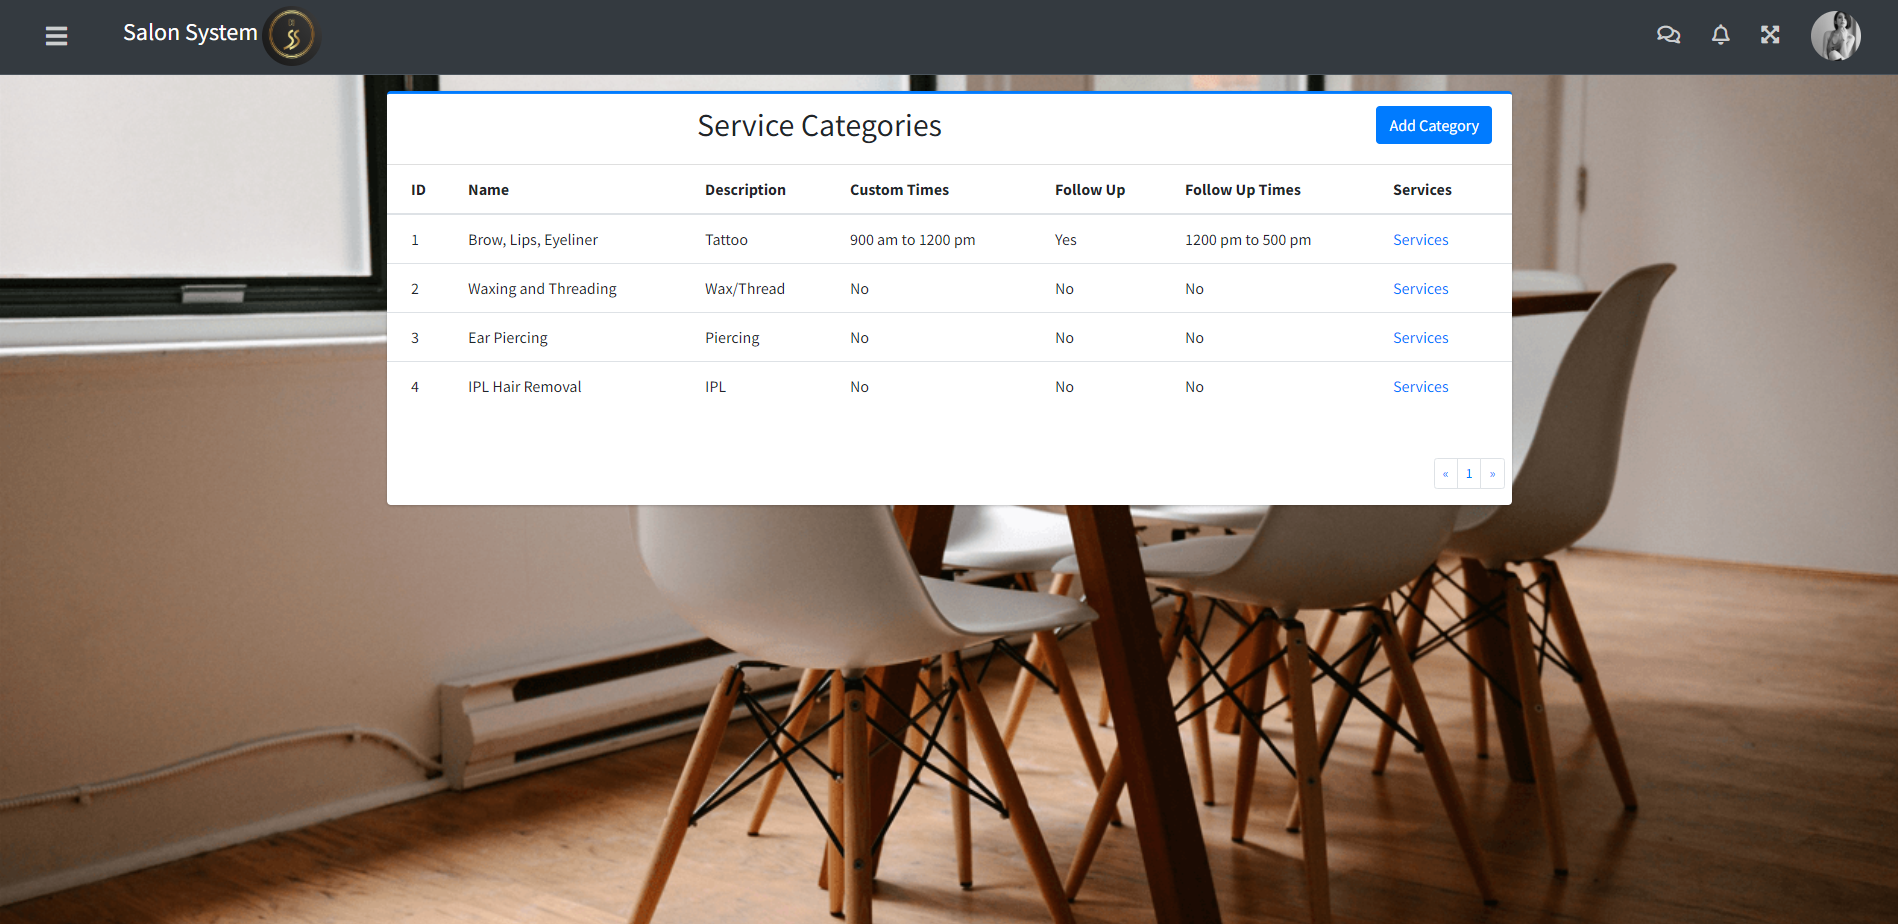 Salon System
Service Categories
Add Category
ID Name Description Custom Times Follow Up Follow Up Times Services
1 Brow, Lips, Eyeliner Tattoo 900 am to 1200 pm Yes 1200 pm to 500 pm Services
2 Waxing and Threading Wax/Thread No No No Services
3 Ear Piercing Piercing No No No Services
4 IPL Hair Removal IPL No No No Services
« 1 »